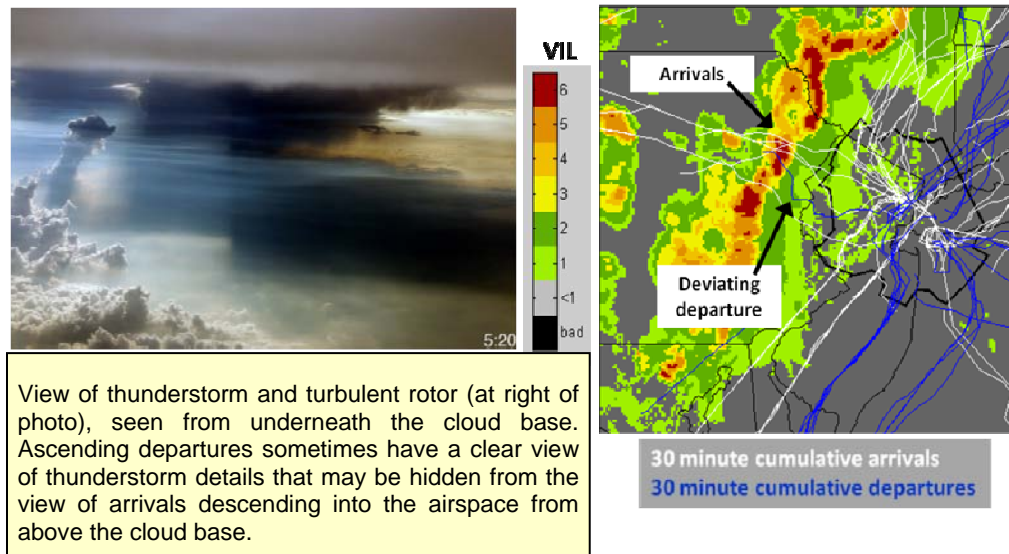 5:20
View of thunderstorm and turbulent rotor (at right of
photo), seen from underneath the cloud base.
Ascending departures sometimes have a clear view
of thunderstorm details that may be hidden from the
view of arrivals descending into the airspace from
above the cloud base.
VIL
6
5
4
3
2
1
<1
bad
Arrivals
Deviating
departure
30 minute cumulative arrivals
30 minute cumulative departures